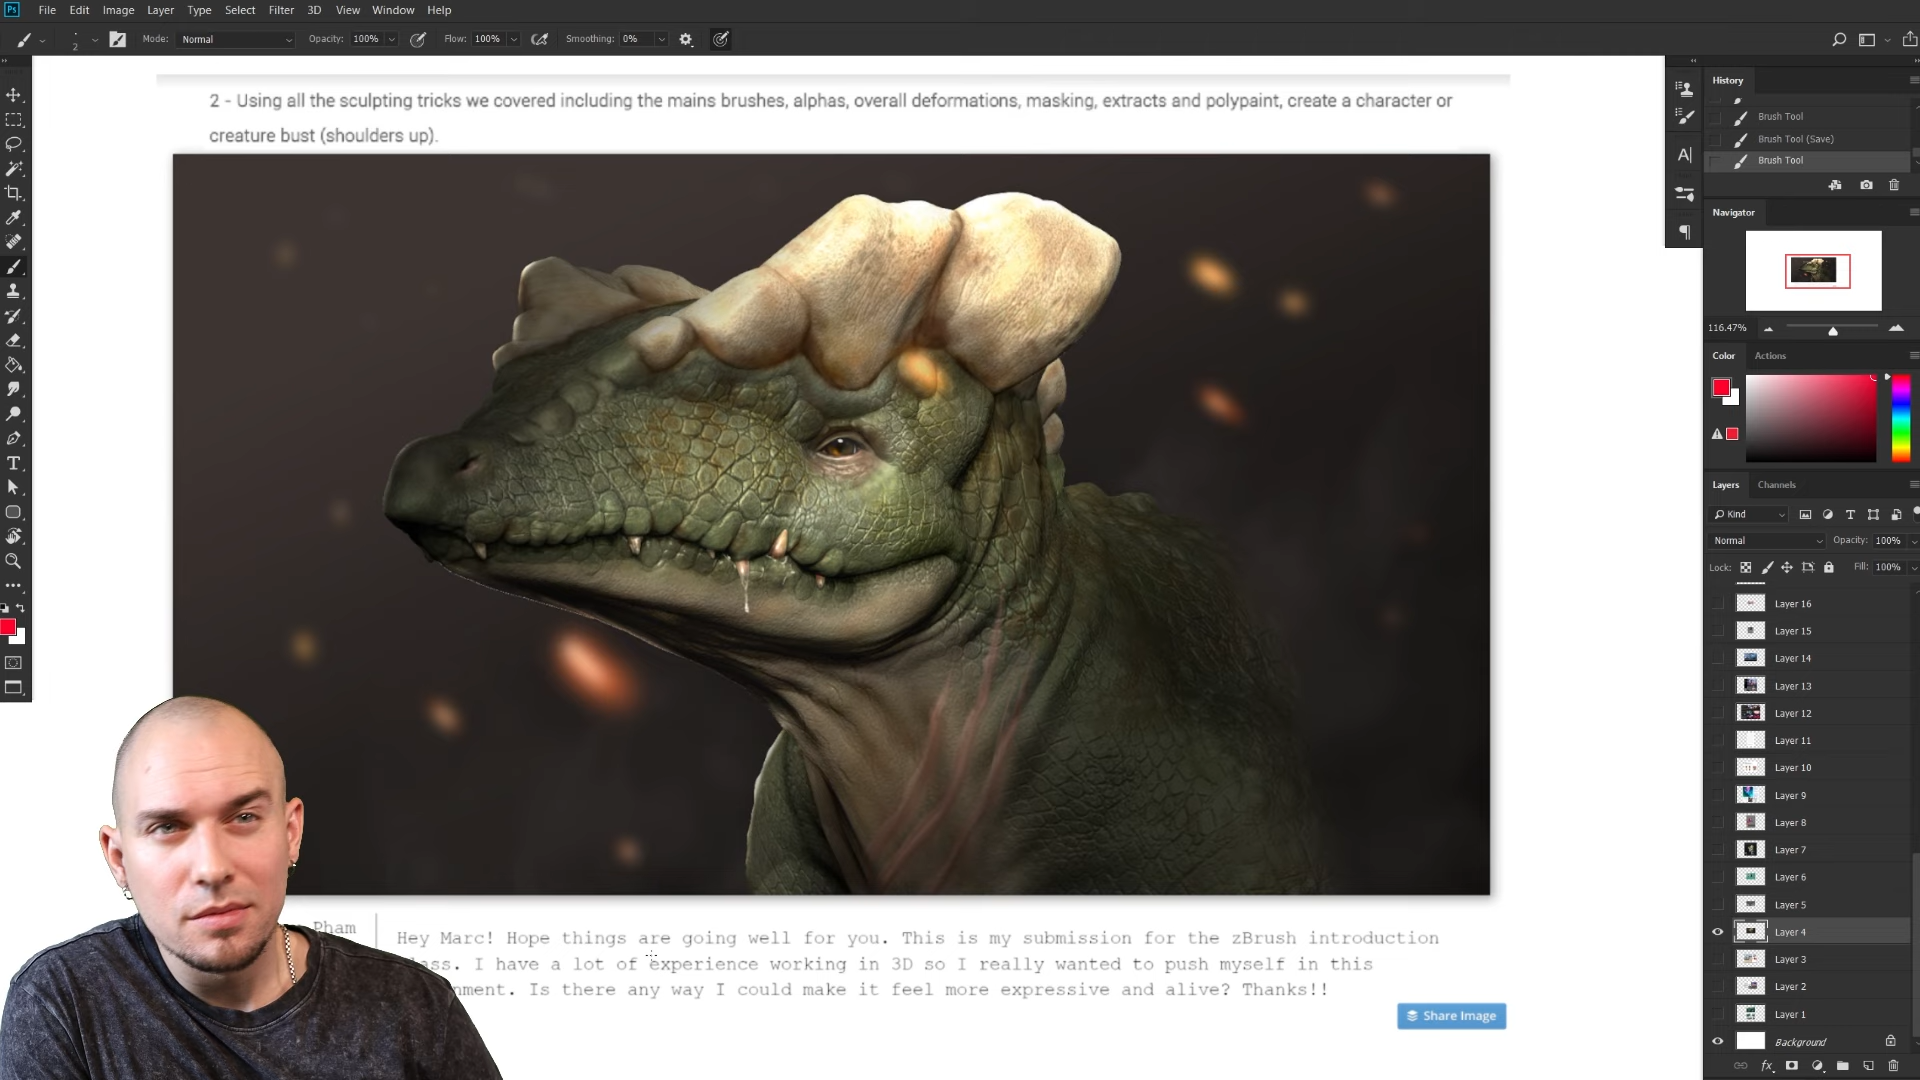 Ps File Edit Image Layer Type Select Filter 3D View Window Help
2 Mode: Normal Opacity: 100% Flow: 100% Smoothing: 0%
2 - Using all the sculpting tricks we covered including the mains brushes, alphas, overall deformations, masking, extracts and polypaint, create a character or
creature bust (shoulders up).
Pham
Hey Marc! Hope things are going well for you. This is my submission for the zBrush introduction
I have a lot of experience working in 3D so I really wanted to push myself in this
Is there any way I could make it feel more expressive and alive? Thanks!!
Share Image
History
Brush Tool
Brush Tool (Save)
Brush Tool
Navigator
116.47%
Color Actions
Layers Channels
Kind
Normal Opacity: 100%
Lock: Fill: 100%
Layer 16
Layer 15
Layer 14
Layer 13
Layer 12
Layer 11
Layer 10
Layer 9
Layer 8
Layer 7
Layer 6
Layer 5
Layer 4
Layer 3
Layer 2
Layer 1
Background
fx